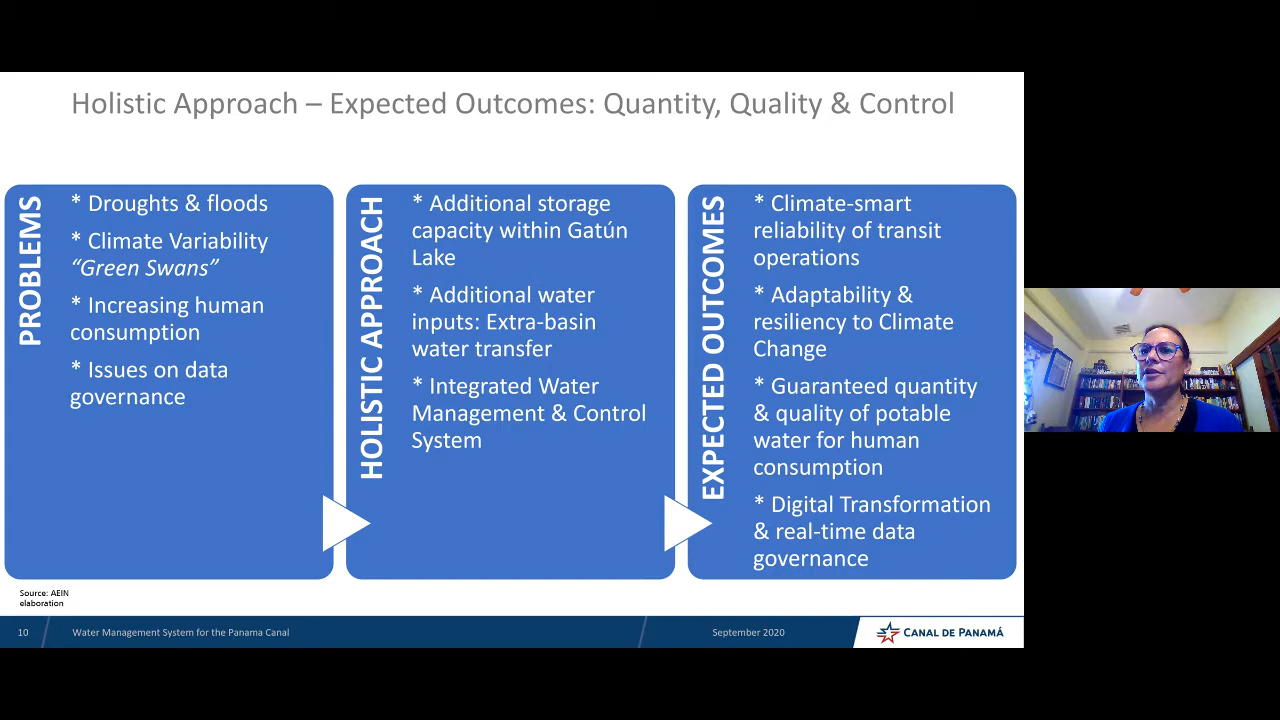 Holistic Approach – Expected Outcomes: Quantity, Quality & Control
PROBLEMS
* Droughts & floods
* Climate Variability
“Green Swans”
* Increasing human
consumption
* Issues on data
governance
HOLISTIC APPROACH
* Additional storage
capacity within Gatún
Lake
* Additional water
inputs: Extra-basin
water transfer
* Integrated Water
Management & Control
System
EXPECTED OUTCOMES
* Climate-smart
reliability of transit
operations
* Adaptability &
resiliency to Climate
Change
* Guaranteed quantity
& quality of potable
water for human
consumption
* Digital Transformation
& real-time data
governance
Source: AEIN
elaboration
10
Water Management System for the Panama Canal
September 2020
CANAL DE PANAMÁ